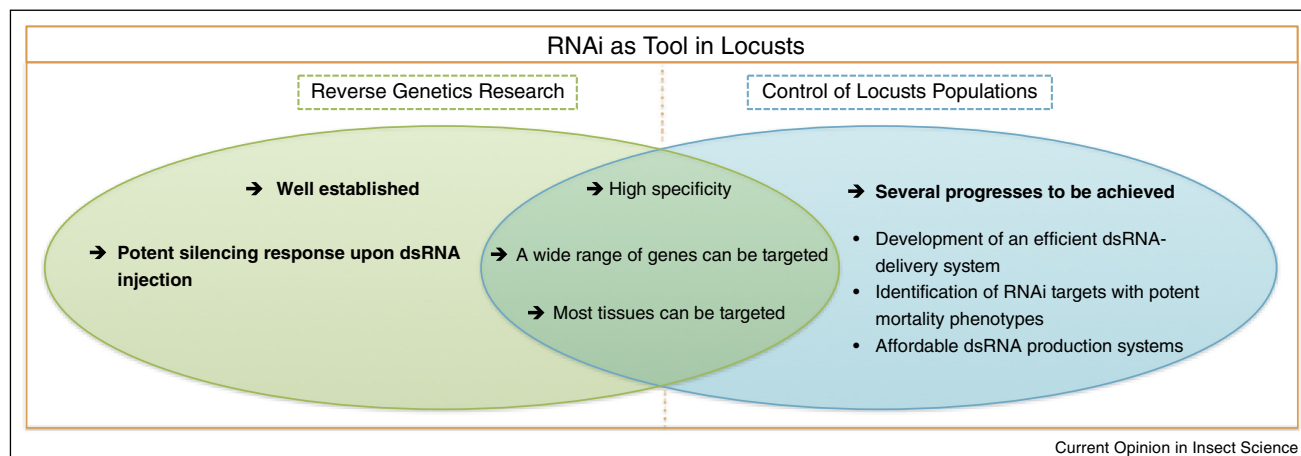 RNAi as Tool in Locusts
Reverse Genetics Research
Control of Locusts Populations
➔ Well established
➔ Potent silencing response upon dsRNA
injection
➔ High specificity
➔ A wide range of genes can be targeted
➔ Most tissues can be targeted
➔ Several progresses to be achieved
• Development of an efficient dsRNA-
delivery system
• Identification of RNAi targets with potent
mortality phenotypes
• Affordable dsRNA production systems
Current Opinion in Insect Science